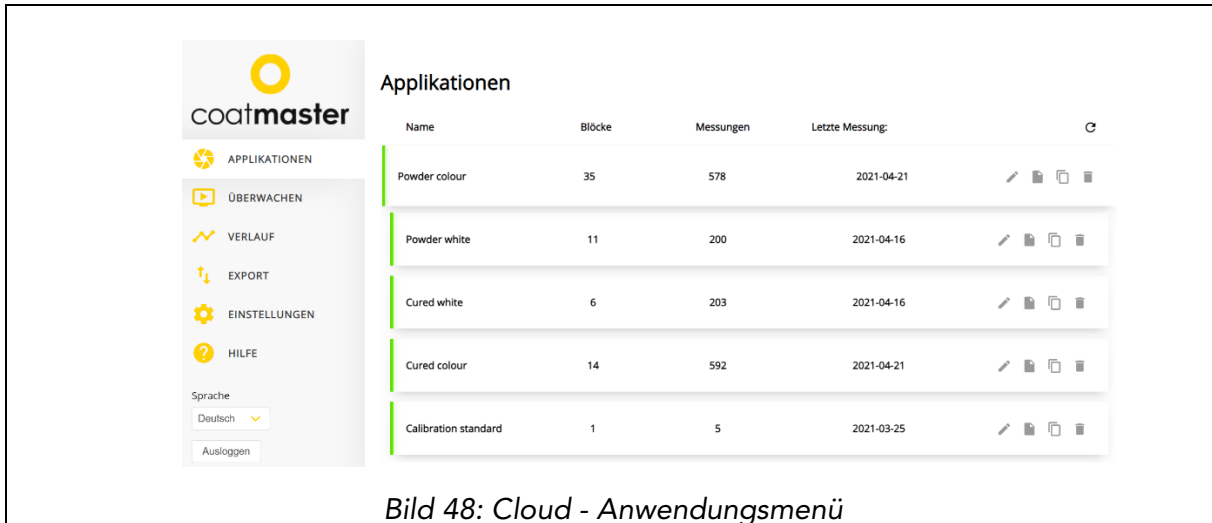 coatmaster
APPLIKATIONEN
ÜBERWACHEN
VERLAUF
EXPORT
EINSTELLUNGEN
HILFE
Sprache
Deutsch
Ausloggen
Applikationen
Name Blöcke Messungen Letzte Messung:
Powder colour 35 578 2021-04-21
Powder white 11 200 2021-04-16
Cured white 6 203 2021-04-16
Cured colour 14 592 2021-04-21
Calibration standard 1 5 2021-03-25
Bild 48: Cloud - Anwendungsmenü